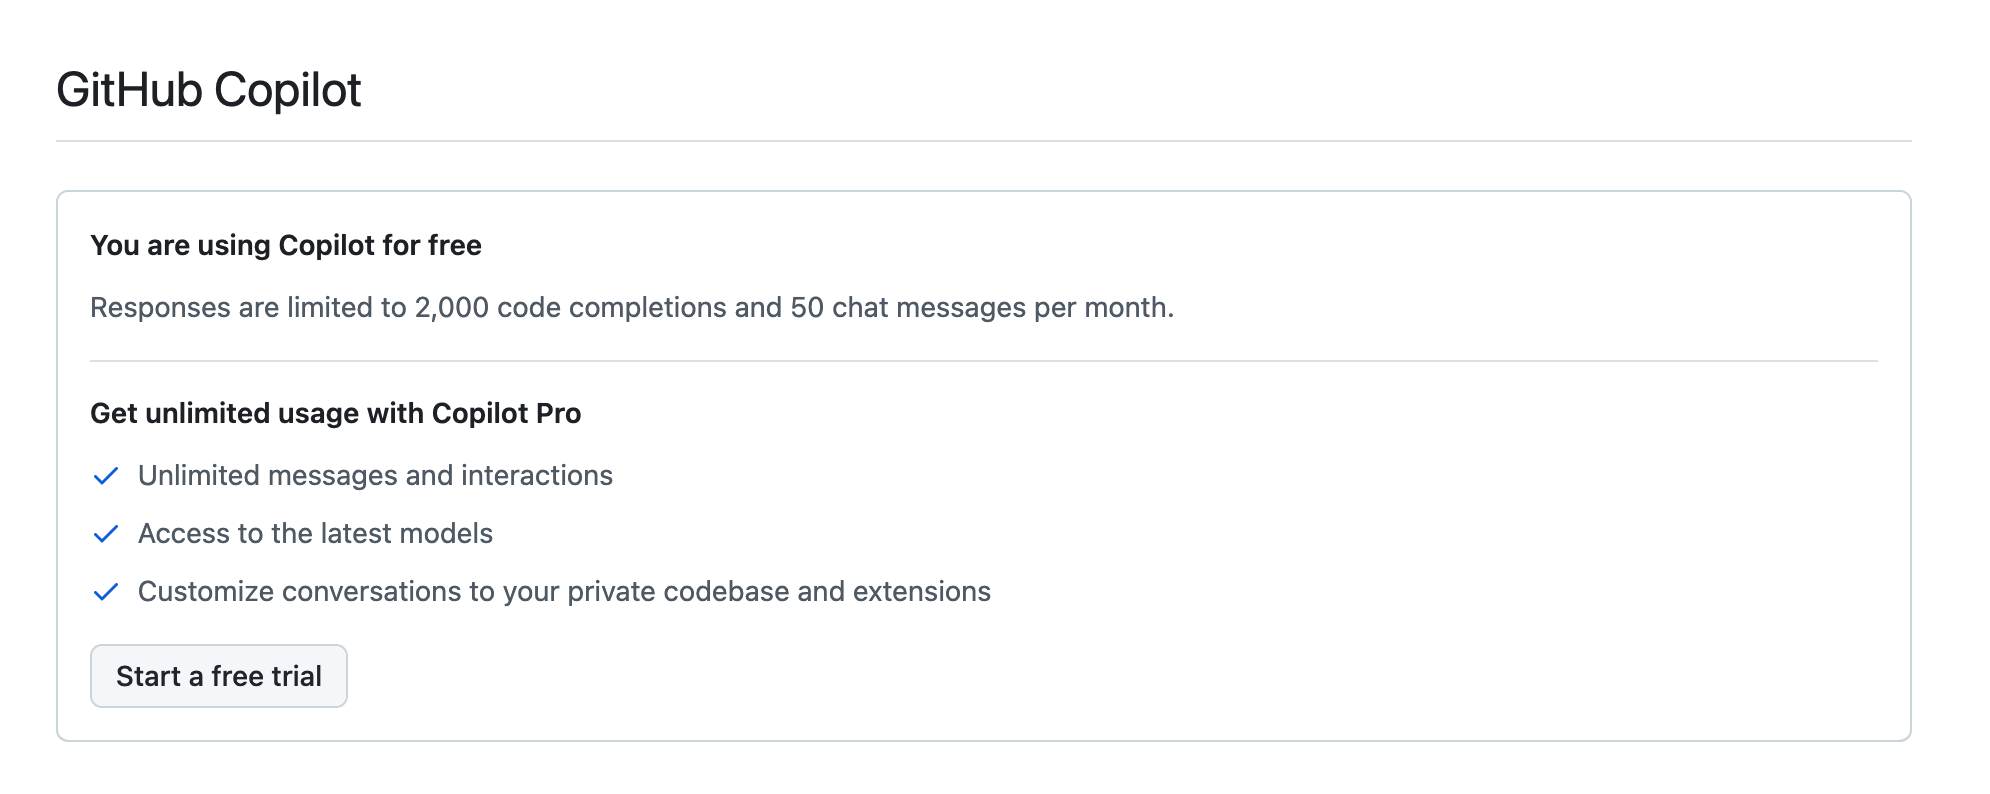 GitHub Copilot
You are using Copilot for free
Responses are limited to 2,000 code completions and 50 chat messages per month.
Get unlimited usage with Copilot Pro
Unlimited messages and interactions
Access to the latest models
Customize conversations to your private codebase and extensions
Start a free trial